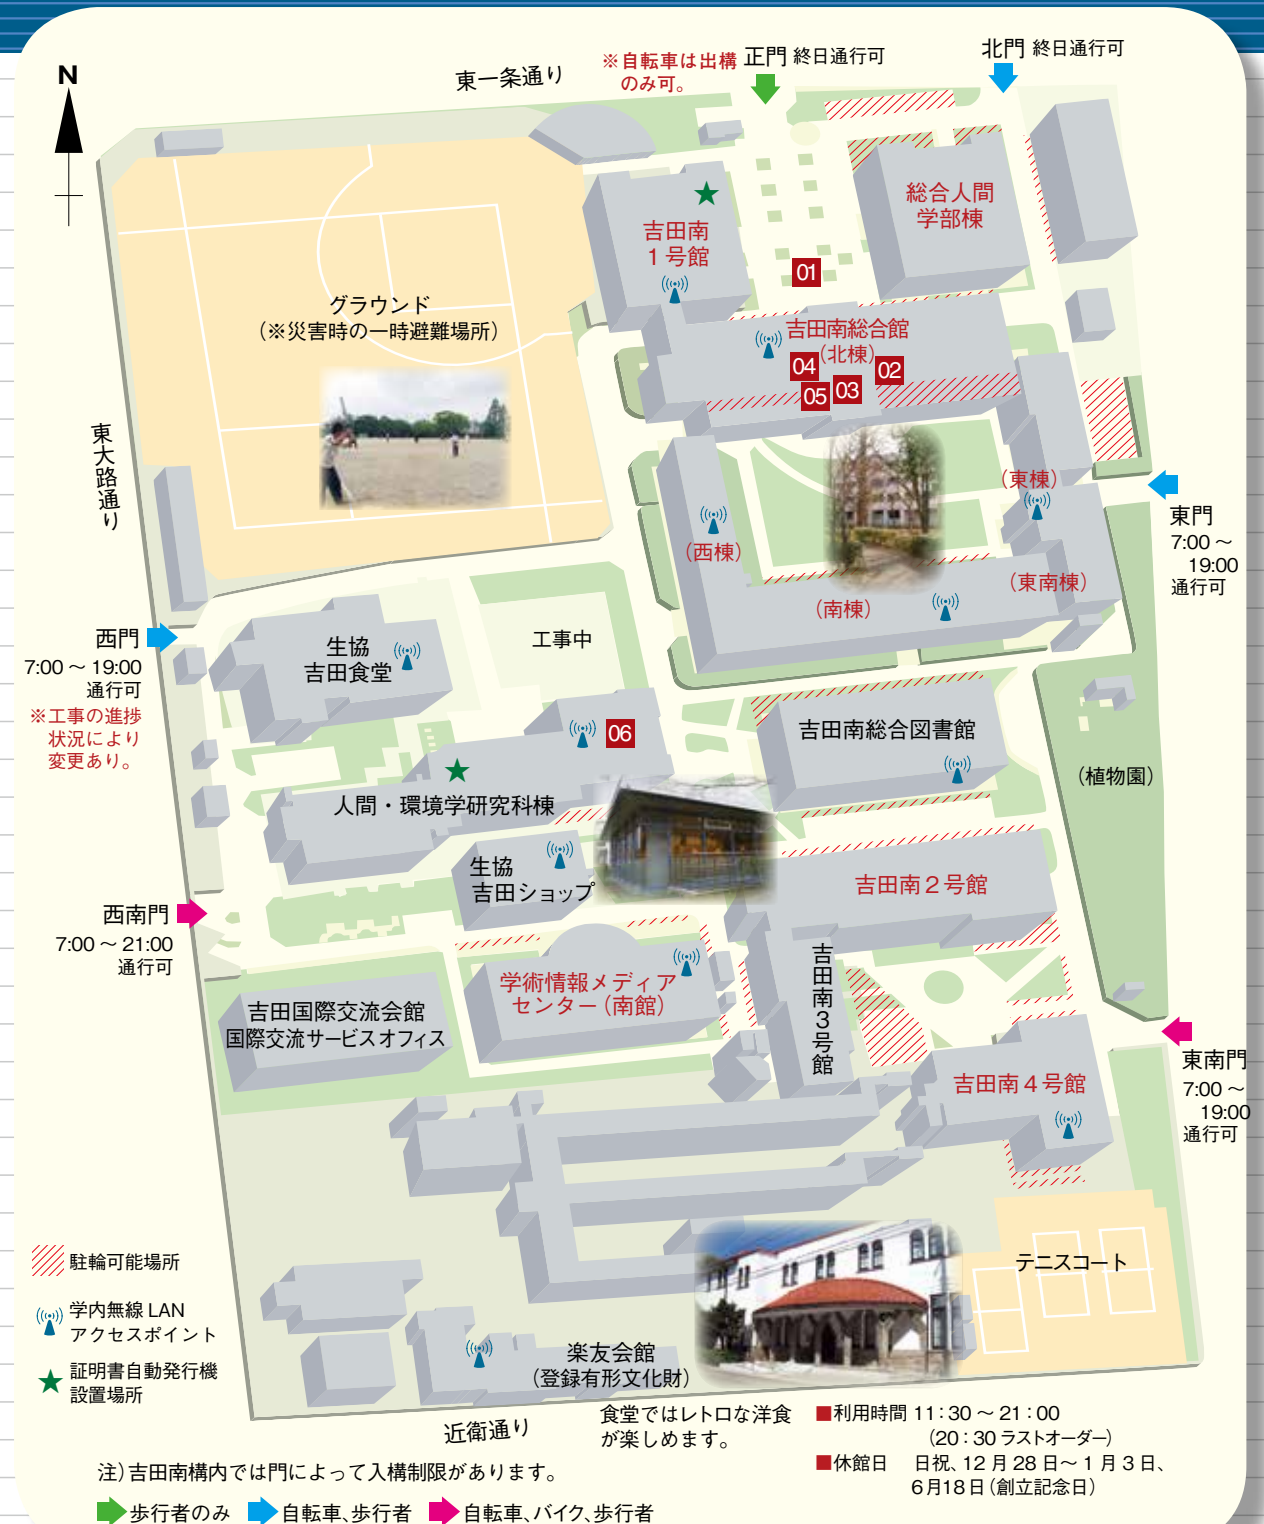 N
東一条通り
※自転車は出構
のみ可。
正門 終日通行可
北門 終日通行可
総合人間
学部棟
吉田南
1号館
01
グラウンド
(※災害時の一時避難場所)
吉田南総合館
(北棟)
04
02
03
05
東大路通り
(東棟)
(西棟)
東門
7:00～
19:00
通行可
(東南棟)
(南棟)
西門
7:00～19:00
通行可
※工事の進捗
状況により
変更あり。
生協
吉田食堂
工事中
06
吉田南総合図書館
(植物園)
人間・環境学研究科棟
生協
吉田ショップ
吉田南2号館
西南門
7:00～21:00
通行可
吉田南3号館
学術情報メディア
センター(南館)
吉田国際交流会館
国際交流サービスオフィス
東南門
7:00～
19:00
通行可
吉田南4号館
テニスコート
駐輪可能場所
学内無線 LAN
アクセスポイント
証明書自動発行機
設置場所
楽友会館
(登録有形文化財)
近衛通り
食堂ではレトロな洋食
が楽しめます。
■利用時間 11:30～21:00
(20:30 ラストオーダー)
■休館日 日祝、12月28日～1月3日、
6月18日(創立記念日)
注)吉田南構内では門によって入構制限があります。
歩行者のみ 自転車、歩行者 自転車、バイク、歩行者